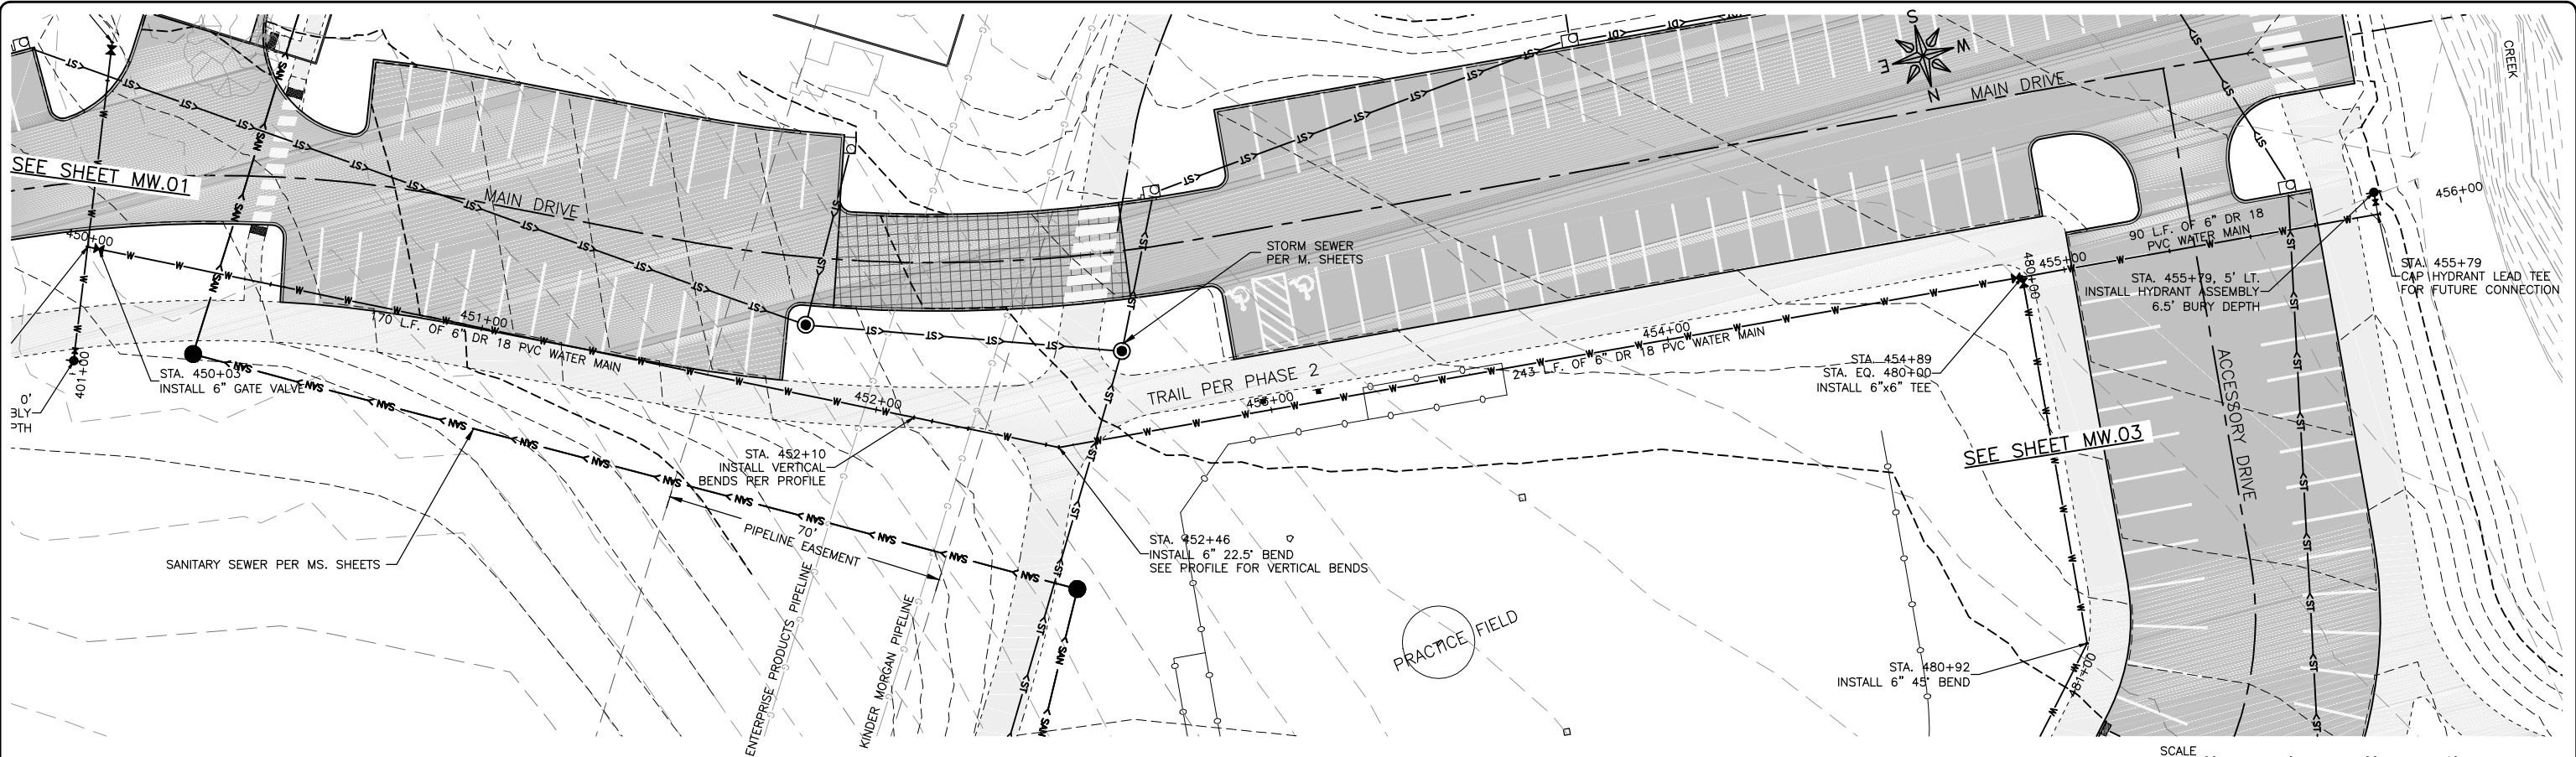 SEE SHEET MW.01
450+00
401+00
0'
BLY
PTH
STA. 450+03
INSTALL 6" GATE VALVE
MAIN DRIVE
451+00
70 L.F. OF 6" DR 18 PVC WATER MAIN
452+00
STA. 452+10
INSTALL VERTICAL
BENDS PER PROFILE
SANITARY SEWER PER MS. SHEETS
70'
PIPELINE EASEMENT
ENTERPRISE PRODUCTS PIPELINE
KINDER MORGAN PIPELINE
STORM SEWER
PER M. SHEETS
TRAIL PER PHASE 2
453+00
STA. 452+46
INSTALL 6" 22.5° BEND
SEE PROFILE FOR VERTICAL BENDS
243 L.F. OF 6" DR 18 PVC WATER MAIN
454+00
PRACTICE FIELD
S
W
E
N
MAIN DRIVE
CREEK
STA. 454+89
STA. EQ. 480+00
INSTALL 6"x6" TEE
480+00
455+00
90 L.F. OF 6" DR 18
PVC WATER MAIN
STA. 455+79, 5' LT.
INSTALL HYDRANT ASSEMBLY
6.5' BURY DEPTH
456+00
STA. 455+79
CAP HYDRANT LEAD TEE
FOR FUTURE CONNECTION
SEE SHEET MW.03
ACCESSORY DRIVE
STA. 480+92
INSTALL 6" 45° BEND
481+00
SCALE